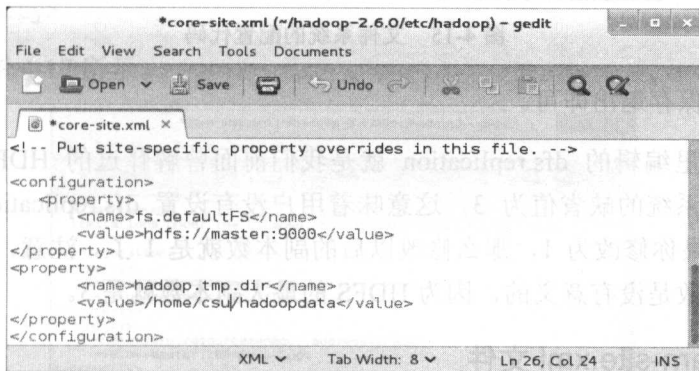 *core-site.xml (~/hadoop-2.6.0/etc/hadoop) – gedit
File Edit View Search Tools Documents
Open Save Undo
*core-site.xml ×
<!-- Put site-specific property overrides in this file. -->
<configuration>
<property>
<name>fs.defaultFS</name>
<value>hdfs://master:9000</value>
</property>
<property>
<name>hadoop.tmp.dir</name>
<value>/home/csu/hadoopdata</value>
</property>
</configuration>
XML Tab Width: 8 Ln 26, Col 24 INS